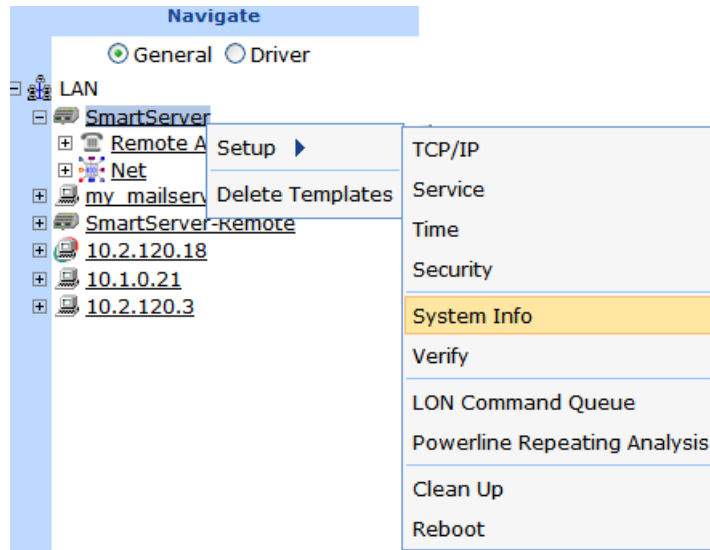 Navigate
General Driver
LAN
SmartServer
Remote A
Net
my_mailserv
SmartServer-Remote
10.2.120.18
10.1.0.21
10.2.120.3
Setup
Delete Templates
TCP/IP
Service
Time
Security
System Info
Verify
LON Command Queue
Powerline Repeating Analysis
Clean Up
Reboot